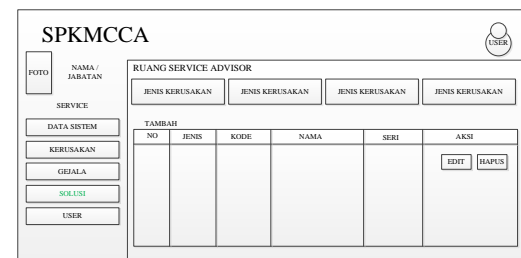 SPKMCCA
USER
FOTO
NAMA /
JABATAN
SERVICE
DATA SISTEM
KERUSAKAN
GEJALA
SOLUSI
USER
RUANG SERVICE ADVISOR
JENIS KERUSAKAN JENIS KERUSAKAN JENIS KERUSAKAN JENIS KERUSAKAN
TAMBAH
NO JENIS KODE NAMA SERI AKSI
EDIT HAPUS